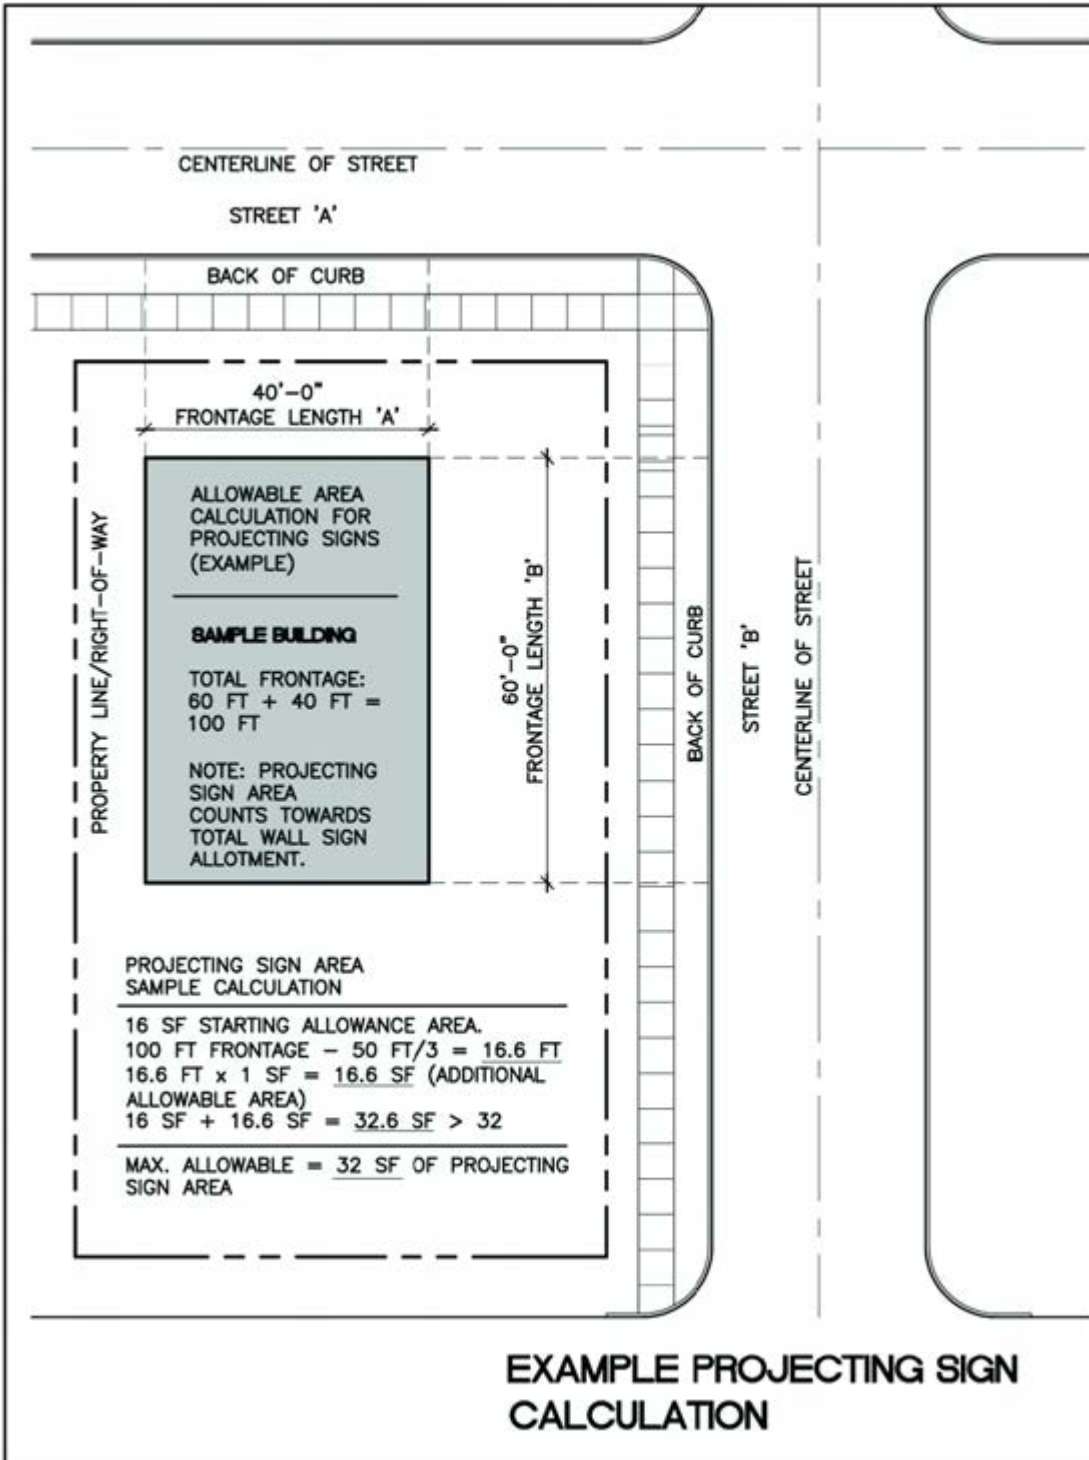 CENTERLINE OF STREET
STREET 'A'
BACK OF CURB
40'-0"
FRONTAGE LENGTH 'A'
ALLOWABLE AREA
CALCULATION FOR
PROJECTING SIGNS
(EXAMPLE)
SAMPLE BUILDING
TOTAL FRONTAGE:
60 FT + 40 FT =
100 FT
NOTE: PROJECTING
SIGN AREA
COUNTS TOWARDS
TOTAL WALL SIGN
ALLOTMENT.
PROPERTY LINE/RIGHT-OF-WAY
60'-0"
FRONTAGE LENGTH 'B'
BACK OF CURB
STREET 'B'
CENTERLINE OF STREET
PROJECTING SIGN AREA
SAMPLE CALCULATION
16 SF STARTING ALLOWANCE AREA.
100 FT FRONTAGE - 50 FT/3 = 16.6 FT
16.6 FT x 1 SF = 16.6 SF (ADDITIONAL
ALLOWABLE AREA)
16 SF + 16.6 SF = 32.6 SF > 32
MAX. ALLOWABLE = 32 SF OF PROJECTING
SIGN AREA
EXAMPLE PROJECTING SIGN
CALCULATION